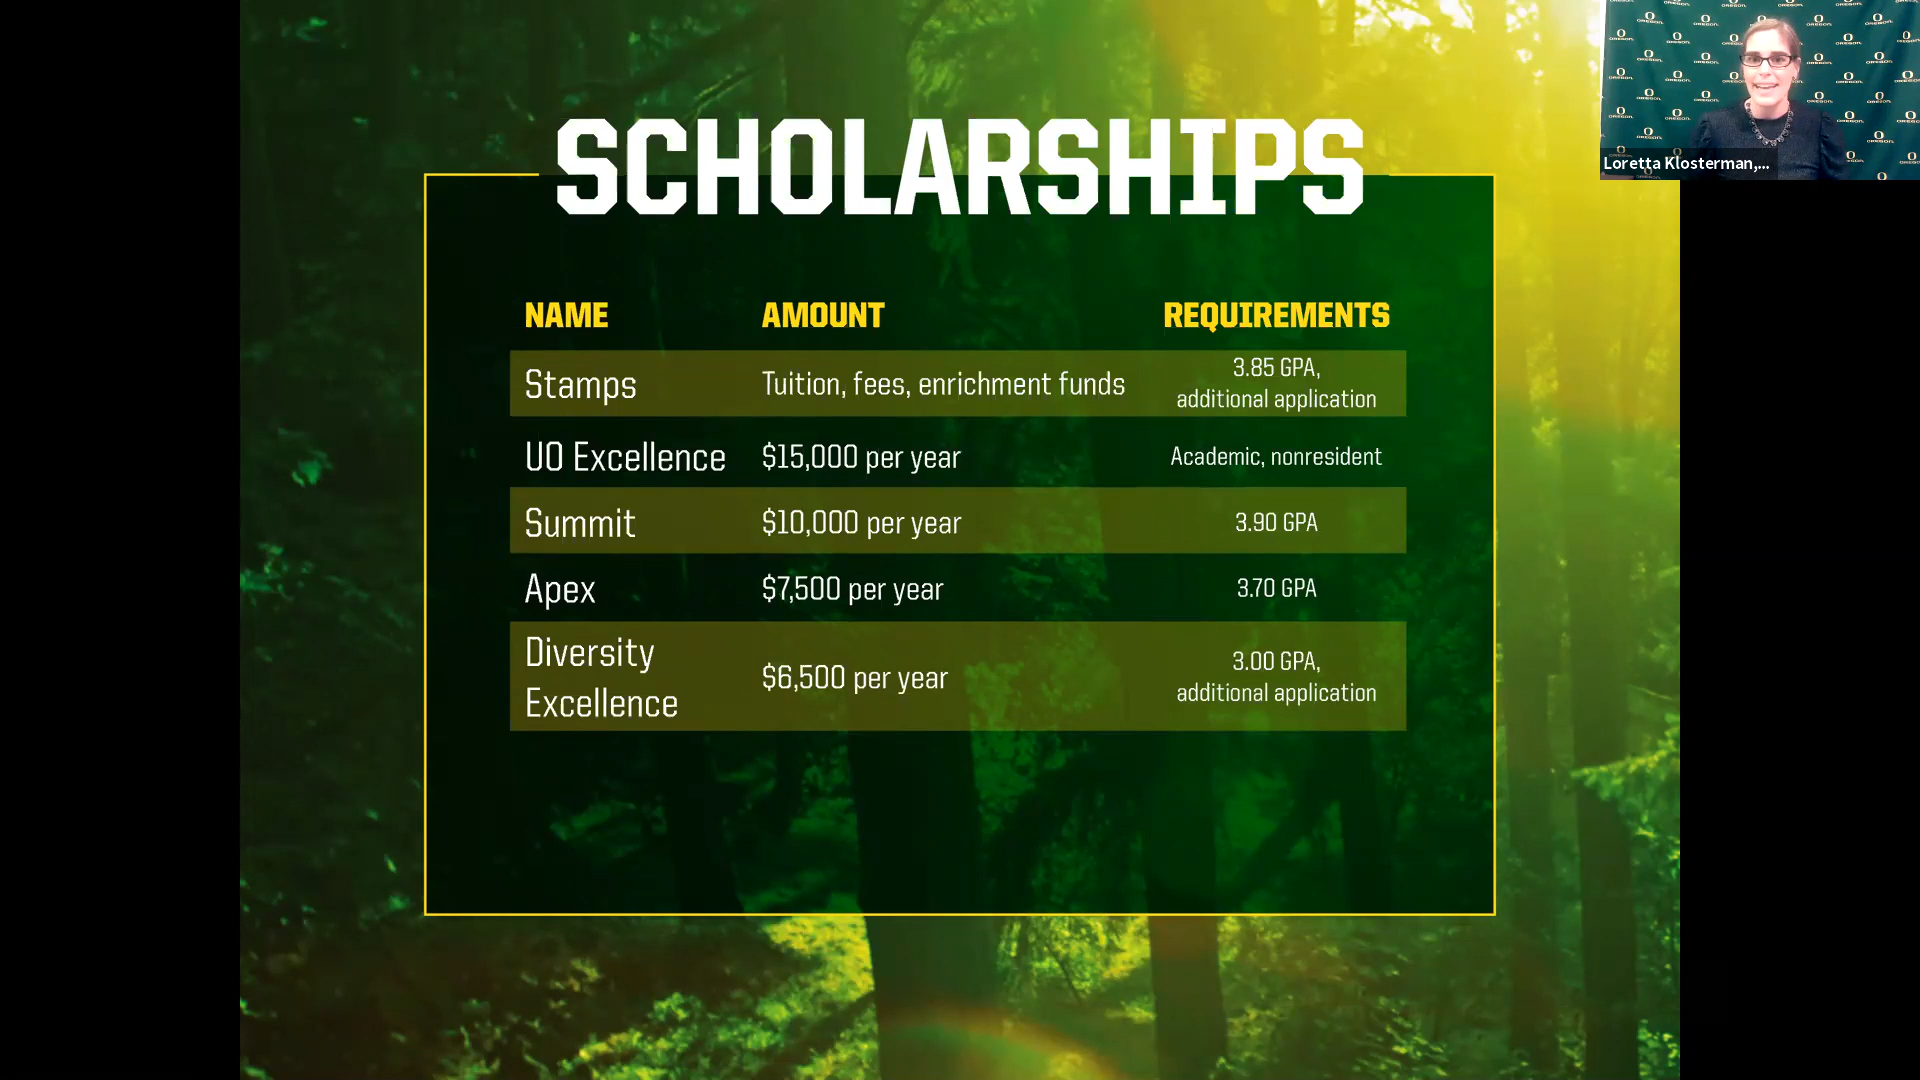 SCHOLARSHIPS
NAME AMOUNT REQUIREMENTS
Stamps Tuition, fees, enrichment funds 3.85 GPA,
additional application
UO Excellence $15,000 per year Academic, nonresident
Summit $10,000 per year 3.90 GPA
Apex $7,500 per year 3.70 GPA
Diversity
Excellence $6,500 per year 3.00 GPA,
additional application
O
OREGON
Loretta Klosterman,...